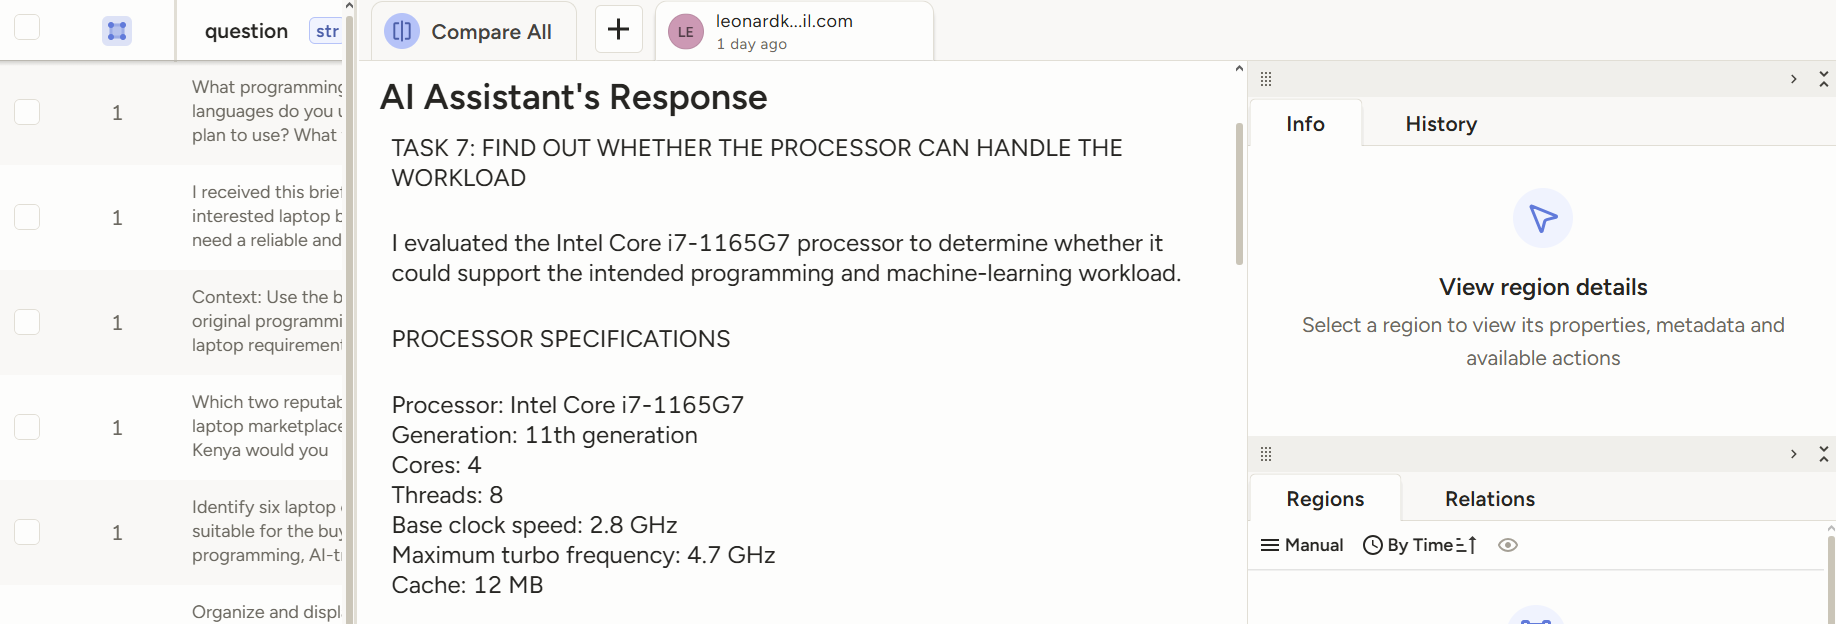 question str
What programming
languages do you u
plan to use? What
1
I received this brief
interested laptop b
need a reliable and
1
Context: Use the b
original programmi
laptop requirement
1
Which two reputab
laptop marketplace
Kenya would you
1
Identify six laptop
suitable for the buy
programming, AI-t
1
Organize and displ
Compare All
+
LE
leonardk...il.com
1 day ago
AI Assistant's Response
TASK 7: FIND OUT WHETHER THE PROCESSOR CAN HANDLE THE
WORKLOAD
I evaluated the Intel Core i7-1165G7 processor to determine whether it
could support the intended programming and machine-learning workload.
PROCESSOR SPECIFICATIONS
Processor: Intel Core i7-1165G7
Generation: 11th generation
Cores: 4
Threads: 8
Base clock speed: 2.8 GHz
Maximum turbo frequency: 4.7 GHz
Cache: 12 MB
Info History
View region details
Select a region to view its properties, metadata and
available actions
Regions Relations
Manual By Time